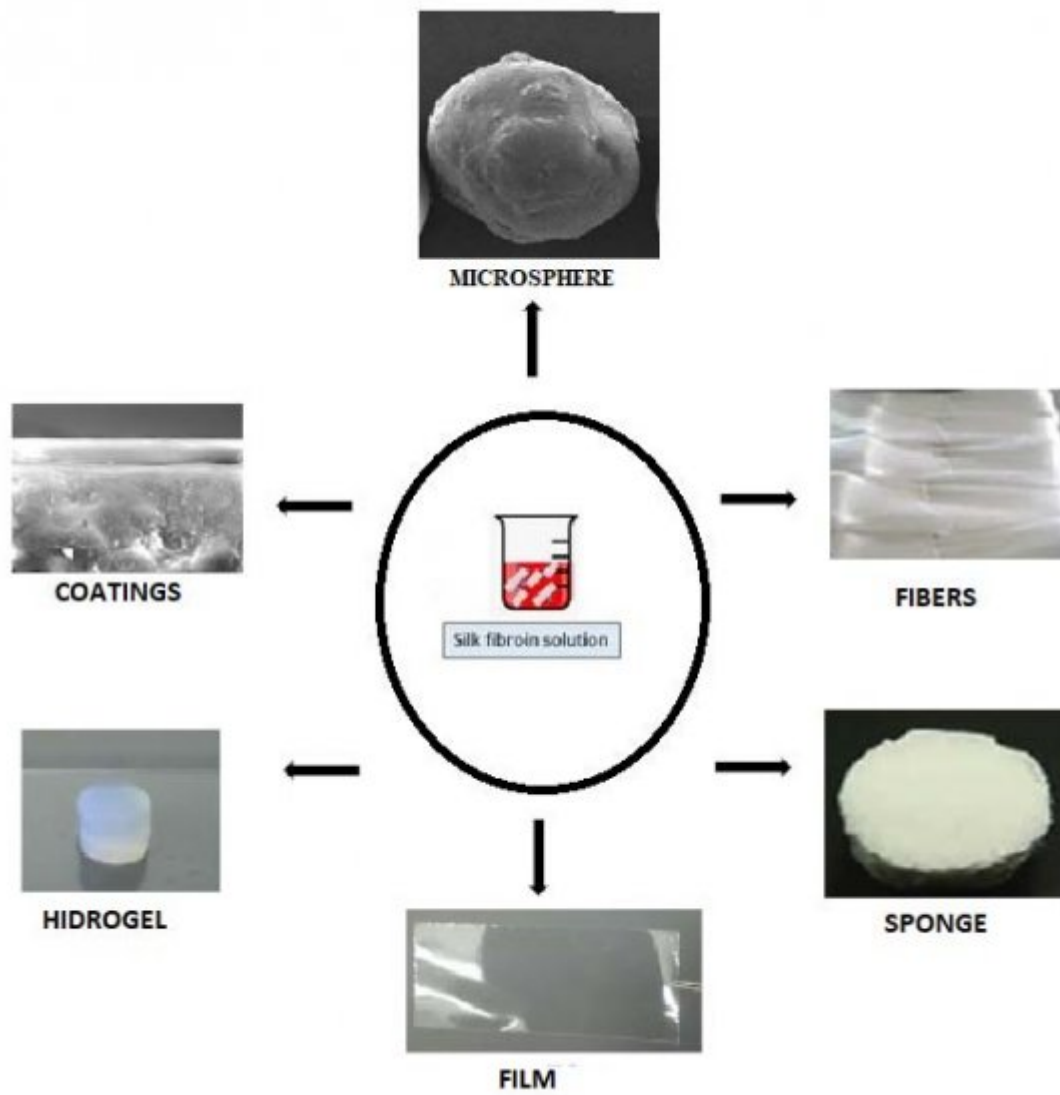 MICROSPHERE
COATINGS
FIBERS
Silk fibroin solution
HIDROGEL
SPONGE
FILM